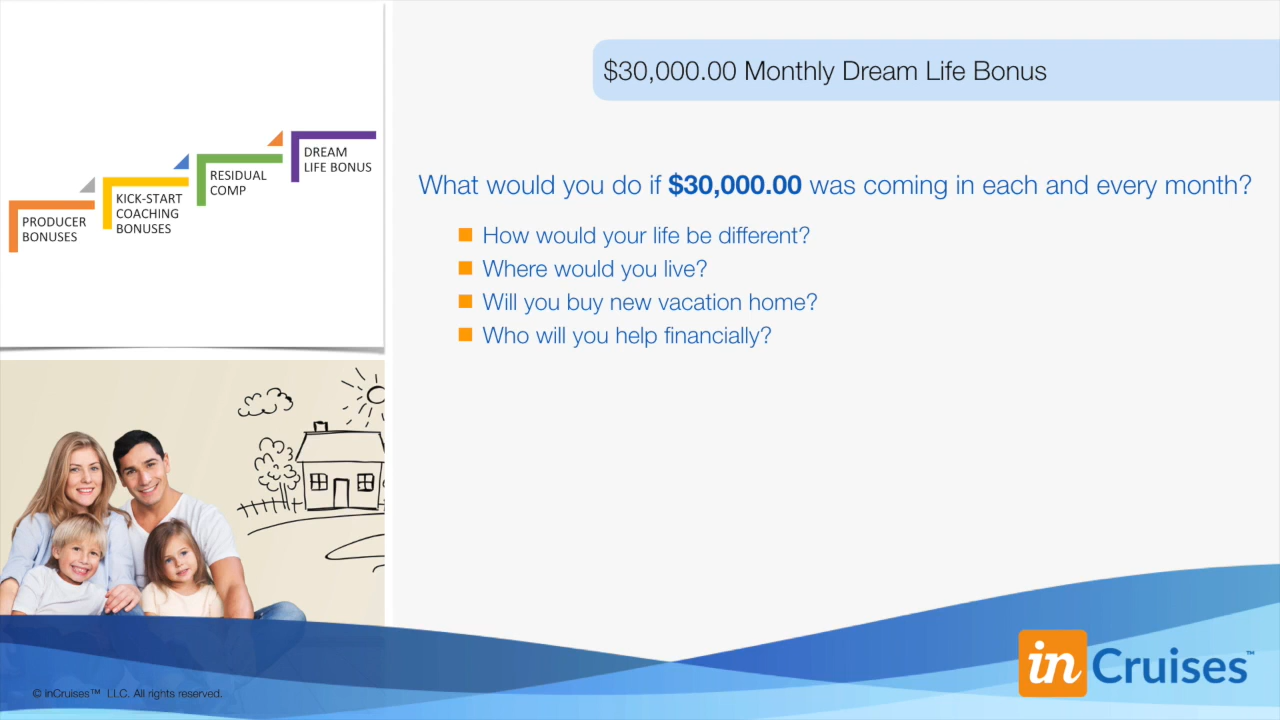 $30,000.00 Monthly Dream Life Bonus
DREAM
LIFE BONUS
RESIDUAL
COMP
KICK-START
COACHING
BONUSES
PRODUCER
BONUSES
What would you do if $30,000.00 was coming in each and every month?
How would your life be different?
Where would you live?
Will you buy new vacation home?
Who will you help financially?
in Cruises™
© InCruises™ LLC. All rights reserved.